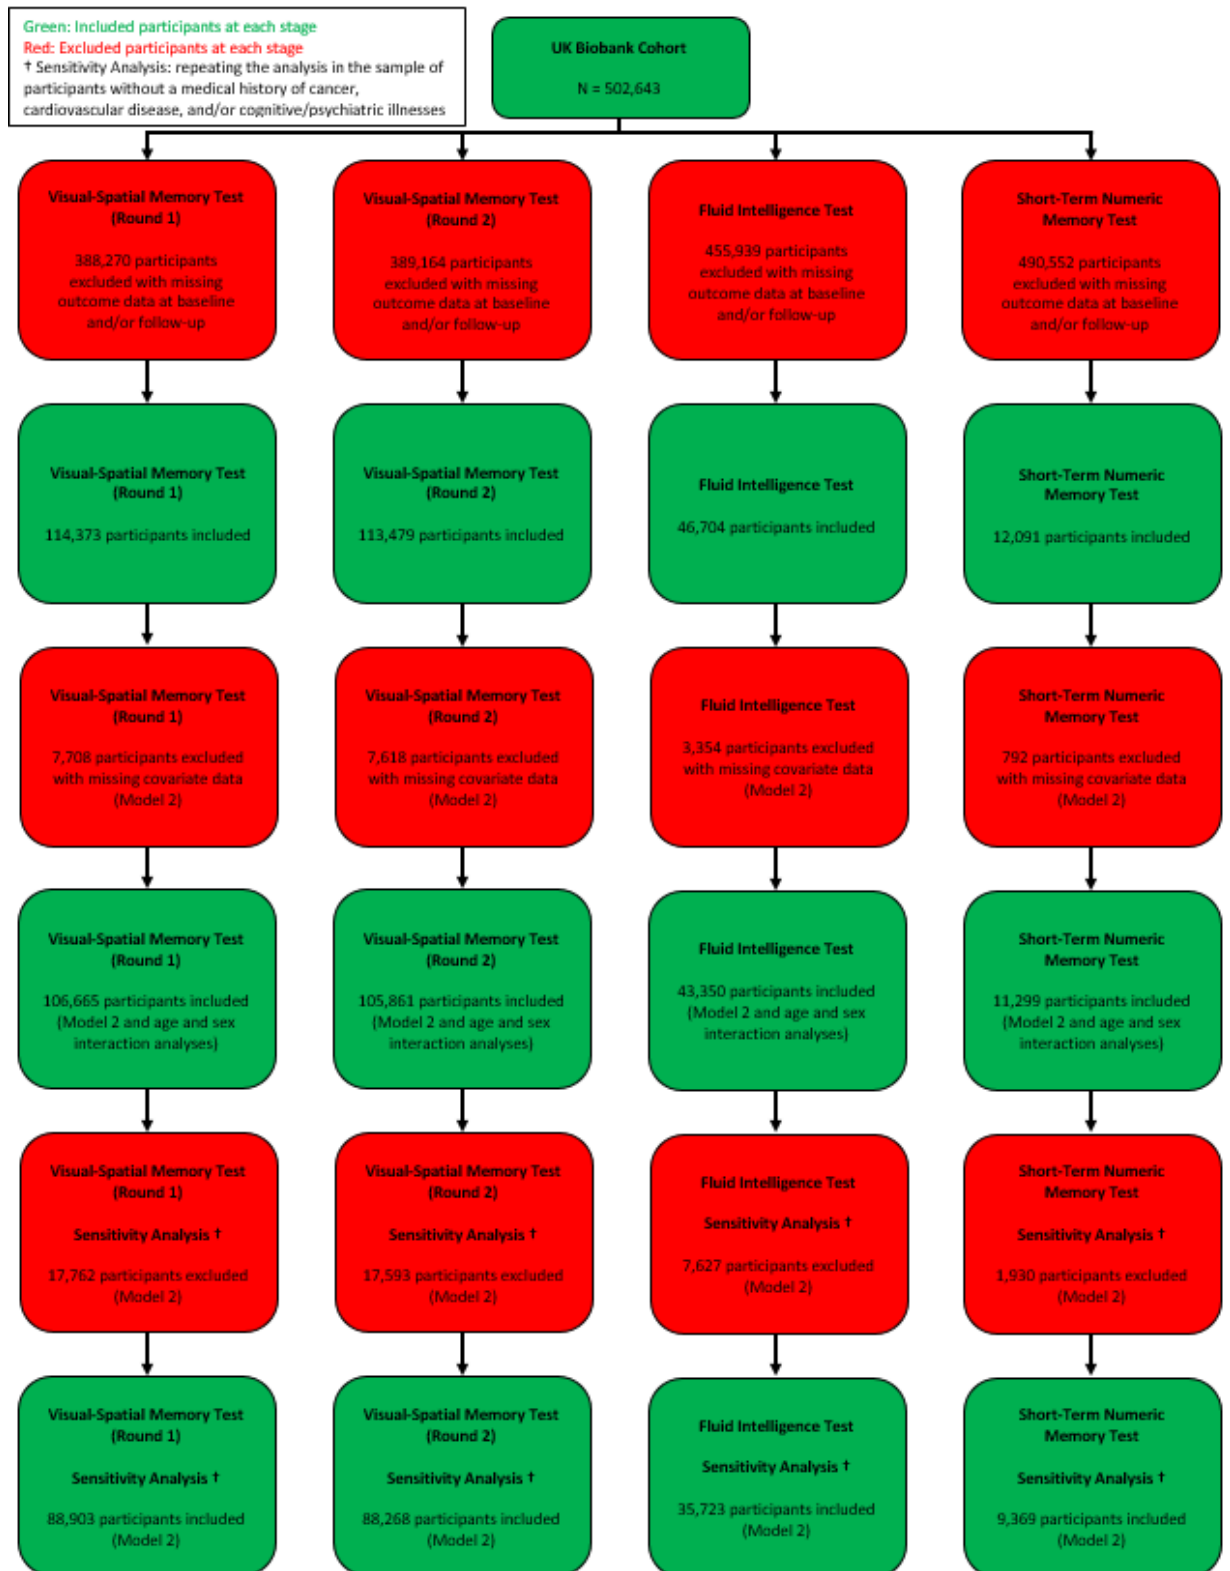 Green: Included participants at each stage
Red: Excluded participants at each stage
† Sensitivity Analysis: repeating the analysis in the sample of
participants without a medical history of cancer,
cardiovascular disease, and/or cognitive/psychiatric illnesses
UK Biobank Cohort
N = 502,643
Visual-Spatial Memory Test
(Round 1)
388,270 participants
excluded with missing
outcome data at baseline
and/or follow-up
Visual-Spatial Memory Test
(Round 2)
389,164 participants
excluded with missing
outcome data at baseline
and/or follow-up
Fluid Intelligence Test
455,939 participants
excluded with missing
outcome data at baseline
and/or follow-up
Short-Term Numeric
Memory Test
490,552 participants
excluded with missing
outcome data at baseline
and/or follow-up
Visual-Spatial Memory Test
(Round 1)
114,373 participants included
Visual-Spatial Memory Test
(Round 2)
113,479 participants included
Fluid Intelligence Test
46,704 participants included
Short-Term Numeric
Memory Test
12,091 participants included
Visual-Spatial Memory Test
(Round 1)
7,708 participants excluded
with missing covariate data
(Model 2)
Visual-Spatial Memory Test
(Round 2)
7,618 participants excluded
with missing covariate data
(Model 2)
Fluid Intelligence Test
3,354 participants excluded
with missing covariate data
(Model 2)
Short-Term Numeric
Memory Test
792 participants excluded
with missing covariate data
(Model 2)
Visual-Spatial Memory Test
(Round 1)
106,665 participants included
(Model 2 and age and sex
interaction analyses)
Visual-Spatial Memory Test
(Round 2)
105,861 participants included
(Model 2 and age and sex
interaction analyses)
Fluid Intelligence Test
43,350 participants included
(Model 2 and age and sex
interaction analyses)
Short-Term Numeric
Memory Test
11,299 participants included
(Model 2 and age and sex
interaction analyses)
Visual-Spatial Memory Test
(Round 1)
Sensitivity Analysis †
17,762 participants excluded
(Model 2)
Visual-Spatial Memory Test
(Round 2)
Sensitivity Analysis †
17,593 participants excluded
(Model 2)
Fluid Intelligence Test
Sensitivity Analysis †
7,627 participants excluded
(Model 2)
Short-Term Numeric
Memory Test
Sensitivity Analysis †
1,930 participants excluded
(Model 2)
Visual-Spatial Memory Test
(Round 1)
Sensitivity Analysis †
88,903 participants included
(Model 2)
Visual-Spatial Memory Test
(Round 2)
Sensitivity Analysis †
88,268 participants included
(Model 2)
Fluid Intelligence Test
Sensitivity Analysis †
35,723 participants included
(Model 2)
Short-Term Numeric
Memory Test
Sensitivity Analysis †
9,369 participants included
(Model 2)